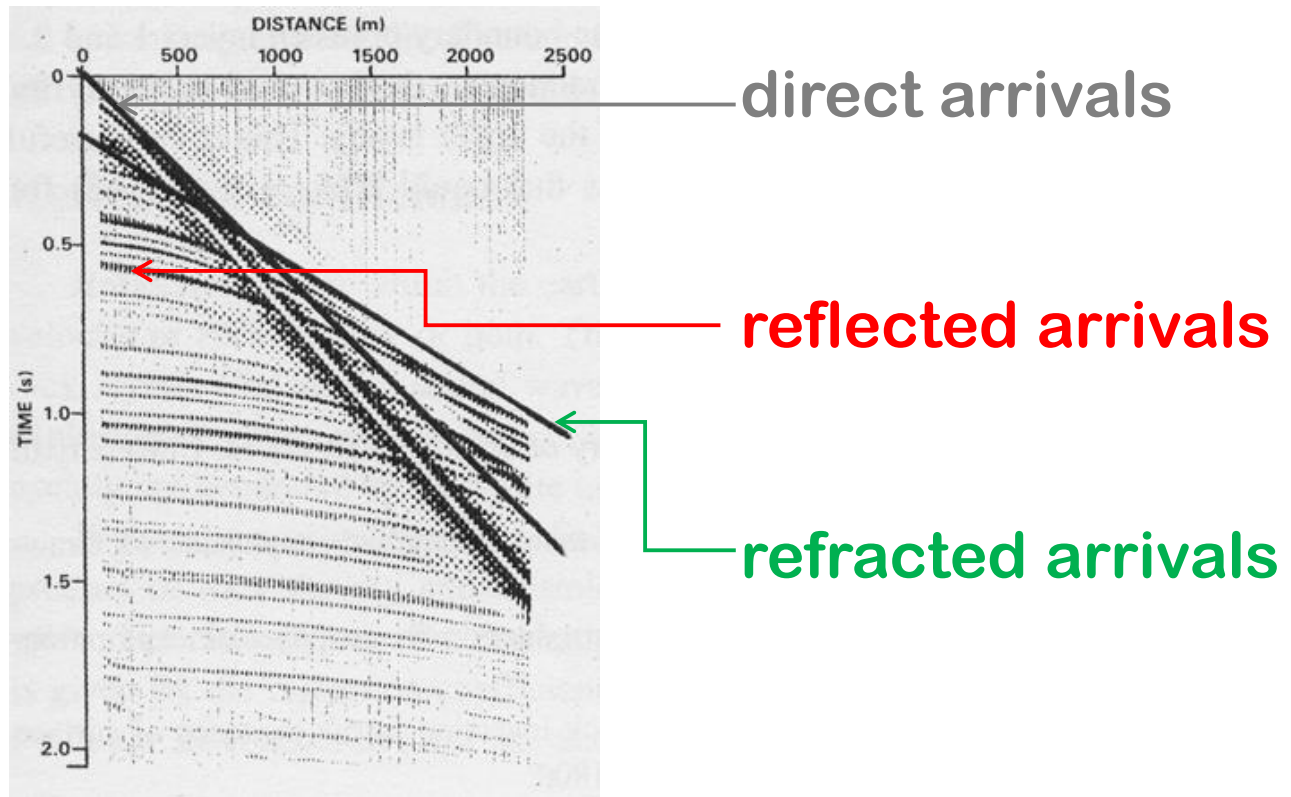 DISTANCE (m)
0 500 1000 1500 2000 2500
0
direct arrivals
0.5
reflected arrivals
TIME (s)
1.0
refracted arrivals
1.5
2.0